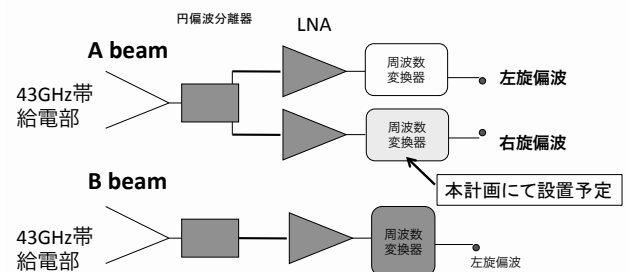 円偏波分離器
LNA
A beam
43GHz帯
給電部
周波数
変換器
左旋偏波
周波数
変換器
右旋偏波
本計画にて設置予定
B beam
43GHz帯
給電部
周波数
変換器
左旋偏波